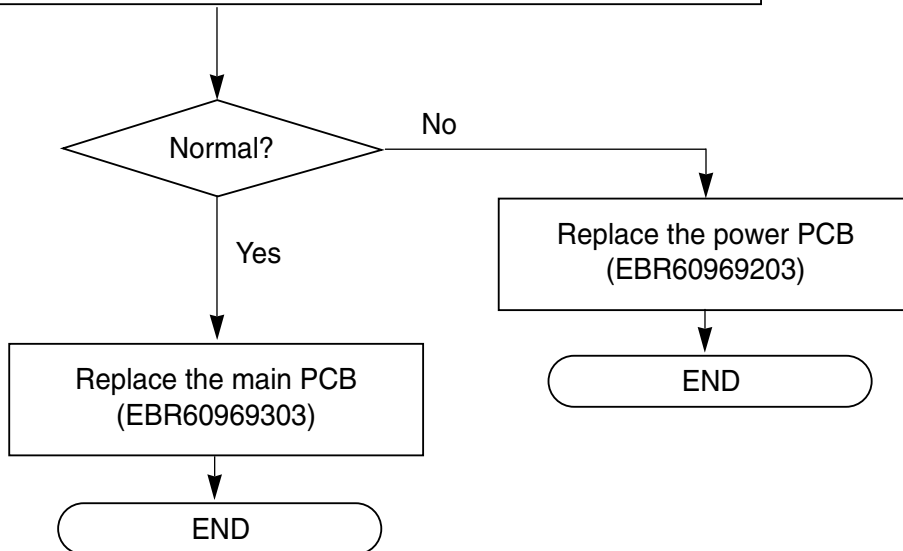 Normal?
No
Yes
Replace the power PCB
(EBR60969203)
END
Replace the main PCB
(EBR60969303)
END